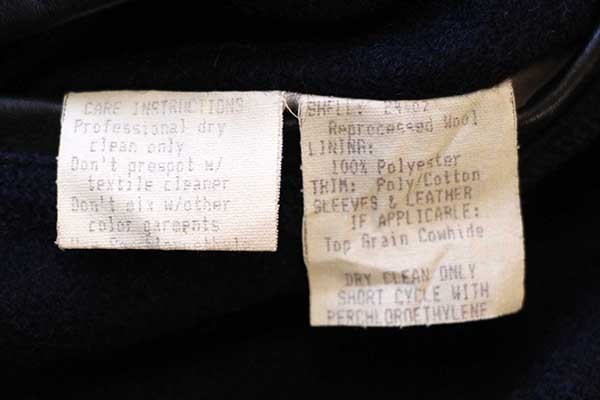 CARE INSTRUCTIONS
Professional dry
clean only
Don't prespot w/
textile cleaner
Don't mix w/other
color garments
SHELL: 24oz
Reprocessed Wool
LINING:
100% Polyester
TRIM: Poly/Cotton
SLEEVES & LEATHER
IF APPLICABLE:
Top Grain Cowhide
DRY CLEAN ONLY
SHORT CYCLE WITH
PERCHLOROETHYLENE